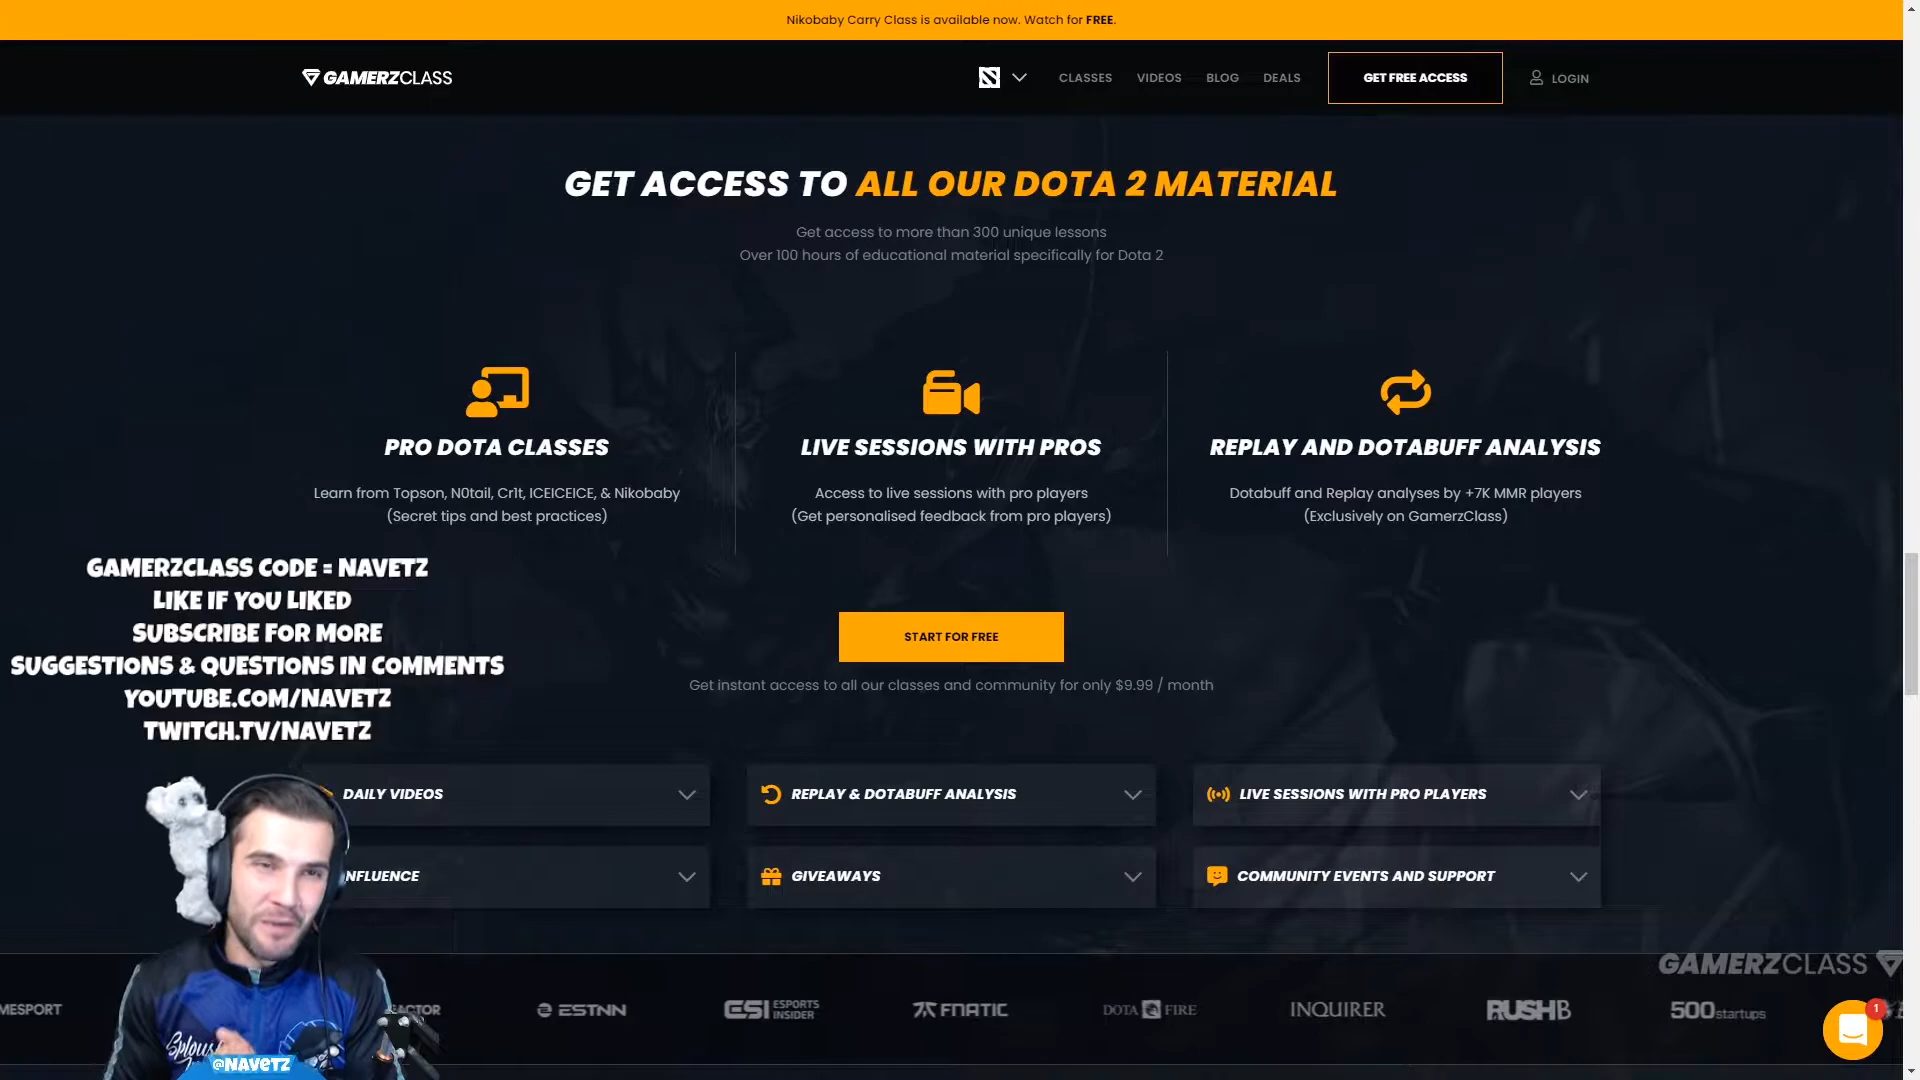 Nikobaby Carry Class is available now. Watch for FREE.
GAMERZCLASS
CLASSES
VIDEOS
BLOG
DEALS
GET FREE ACCESS
LOGIN
GET ACCESS TO ALL OUR DOTA 2 MATERIAL
Get access to more than 300 unique lessons
Over 100 hours of educational material specifically for Dota 2
PRO DOTA CLASSES
Learn from Topson, N0tail, Cr1t, ICEICEICE, & Nikobaby
(Secret tips and best practices)
LIVE SESSIONS WITH PROS
Access to live sessions with pro players
(Get personalised feedback from pro players)
REPLAY AND DOTABUFF ANALYSIS
Dotabuff and Replay analyses by +7K MMR players
(Exclusively on GamerzClass)
GAMERZCLASS CODE = NAVETZ
LIKE IF YOU LIKED
SUBSCRIBE FOR MORE
SUGGESTIONS & QUESTIONS IN COMMENTS
YOUTUBE.COM/NAVETZ
TWITCH.TV/NAVETZ
START FOR FREE
Get instant access to all our classes and community for only $9.99 / month
DAILY VIDEOS
REPLAY & DOTABUFF ANALYSIS
LIVE SESSIONS WITH PRO PLAYERS
NFLUENCE
GIVEAWAYS
COMMUNITY EVENTS AND SUPPORT
GAMERZCLASS
MESPORT
ACTOR
ESTNN
ESI ESPORTS INSIDER
FNATIC
DOTA FIRE
INQUIRER
RUSHB
500startups
1
@NAVETZ